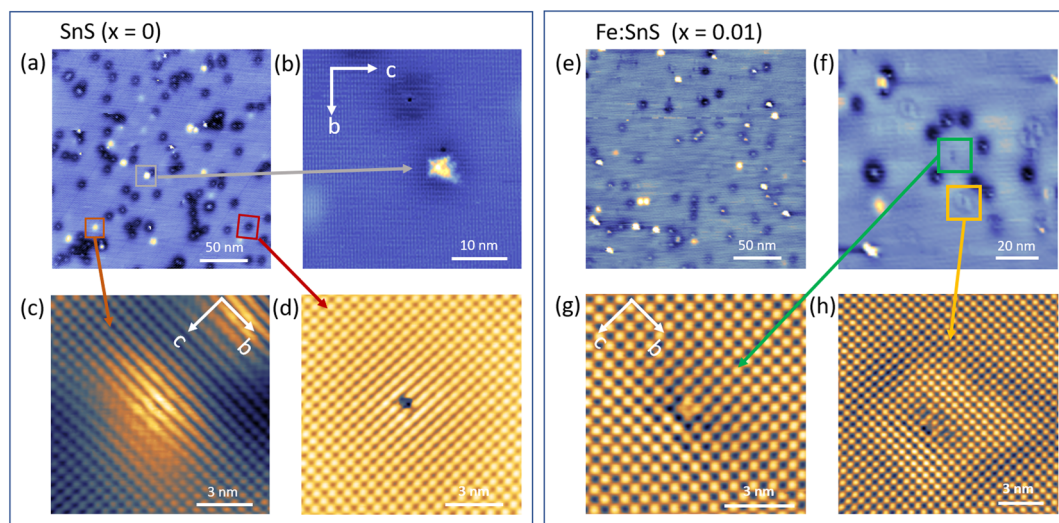 SnS (x = 0)
Fe:SnS (x = 0.01)
(a)
50 nm
(b)
c
b
10 nm
(e)
50 nm
(f)
20 nm
(c)
c
b
3 nm
(d)
3 nm
(g)
c
b
3 nm
(h)
3 nm